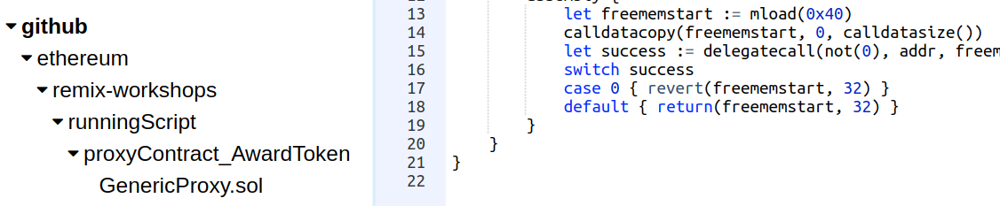 github
ethereum
remix-workshops
runningScript
proxyContract_AwardToken
GenericProxy.sol
13 let freememstart := mload(0x40)
14 calldatacopy(freememstart, 0, calldatasize())
15 let success := delegatecall(not(0), addr, freem
16 switch success
17 case 0 { revert(freememstart, 32) }
18 default { return(freememstart, 32) }
19 }
20 }
21 }
22